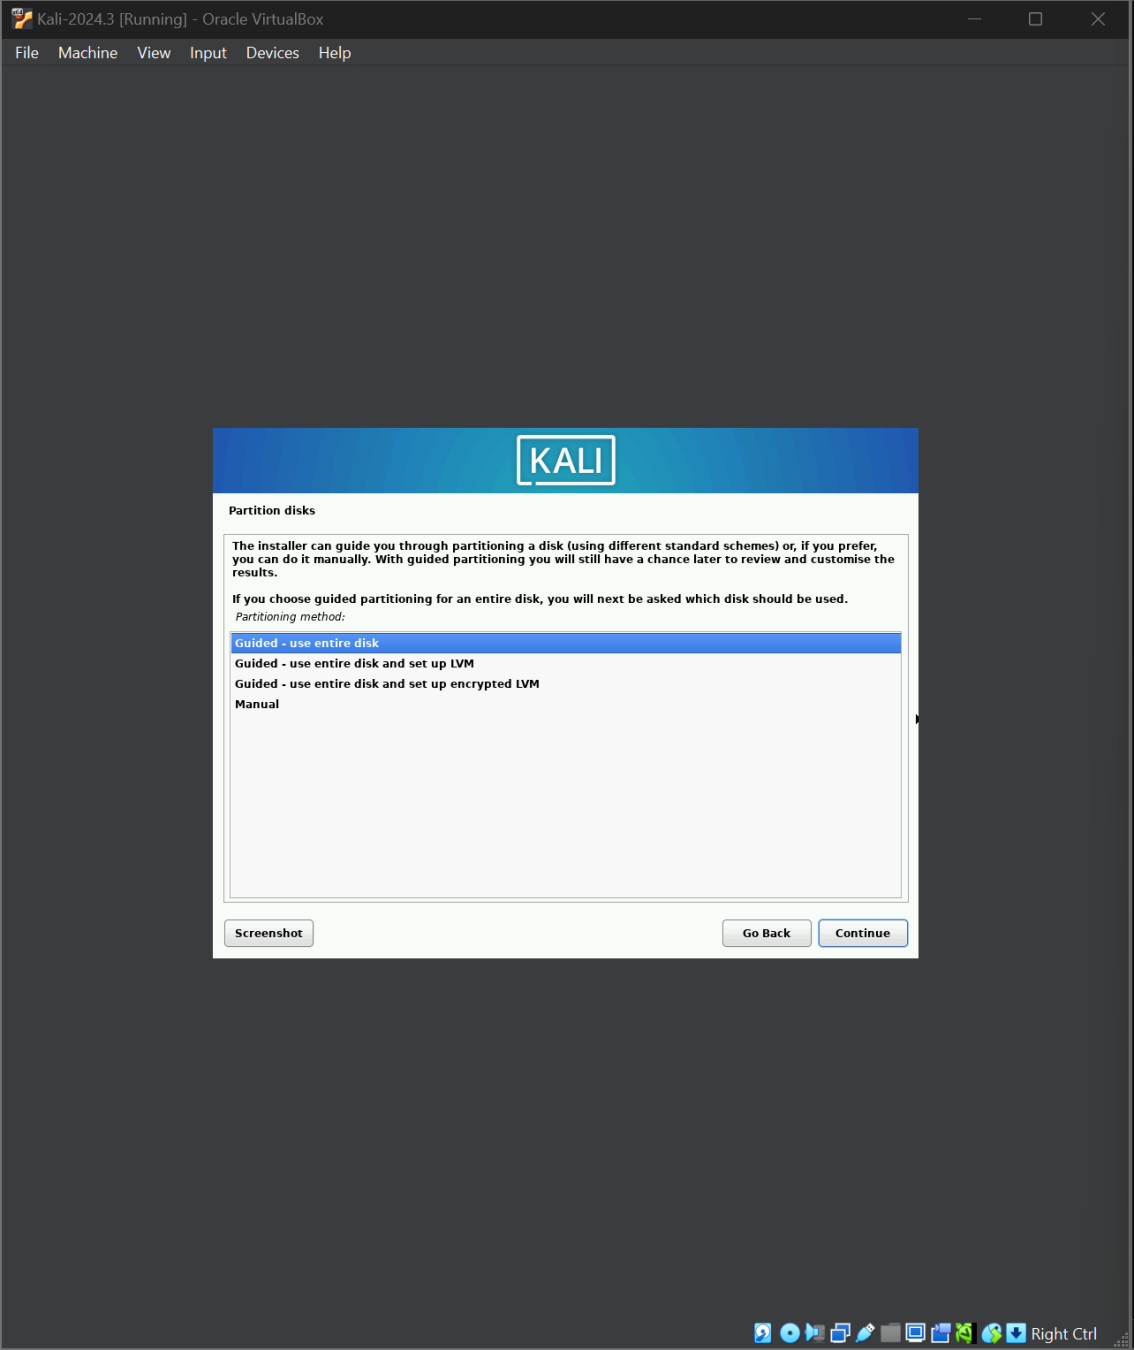 Kali-2024.3 [Running] - Oracle VirtualBox
File Machine View Input Devices Help
KALI
Partition disks
The installer can guide you through partitioning a disk (using different standard schemes) or, if you prefer,
you can do it manually. With guided partitioning you will still have a chance later to review and customise the
results.
If you choose guided partitioning for an entire disk, you will next be asked which disk should be used.
Partitioning method:
Guided - use entire disk
Guided - use entire disk and set up LVM
Guided - use entire disk and set up encrypted LVM
Manual
Screenshot Go Back Continue
Right Ctrl